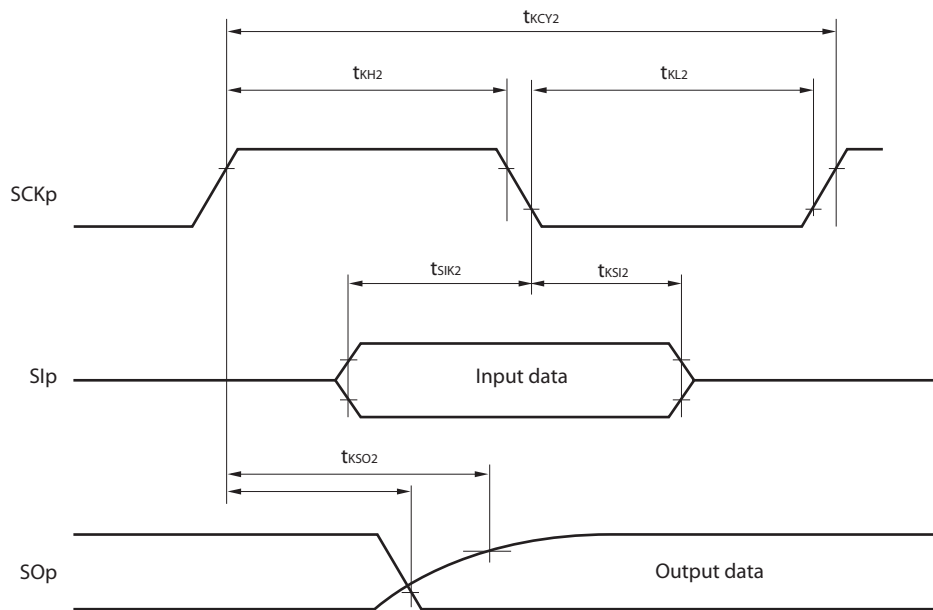 tKCY2
tKH2
tKL2
SCKp
tSIK2
tKSI2
SIp
Input data
tKSO2
SOp
Output data